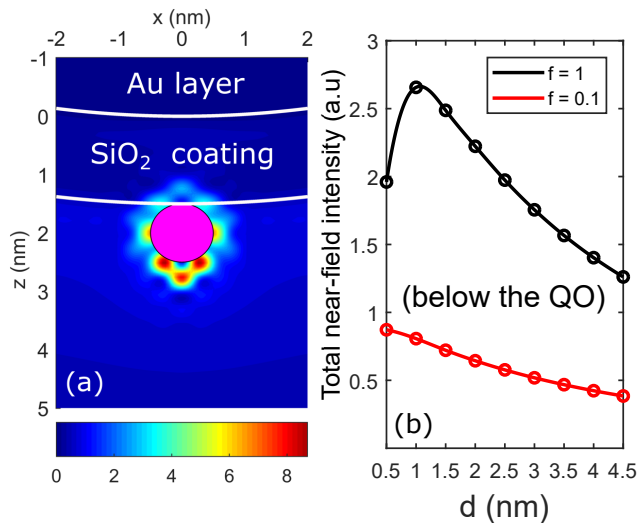 x (nm)
-2 -1 0 1 2
-1
0
1
2
3
4
5
z (nm)
Au layer
SiO₂ coating
(a)
0 2 4 6 8
Total near-field intensity (a.u)
3
2.5
2
1.5
1
0.5
f = 1
f = 0.1
(below the QO)
(b)
0.5 1 1.5 2 2.5 3 3.5 4 4.5
d (nm)